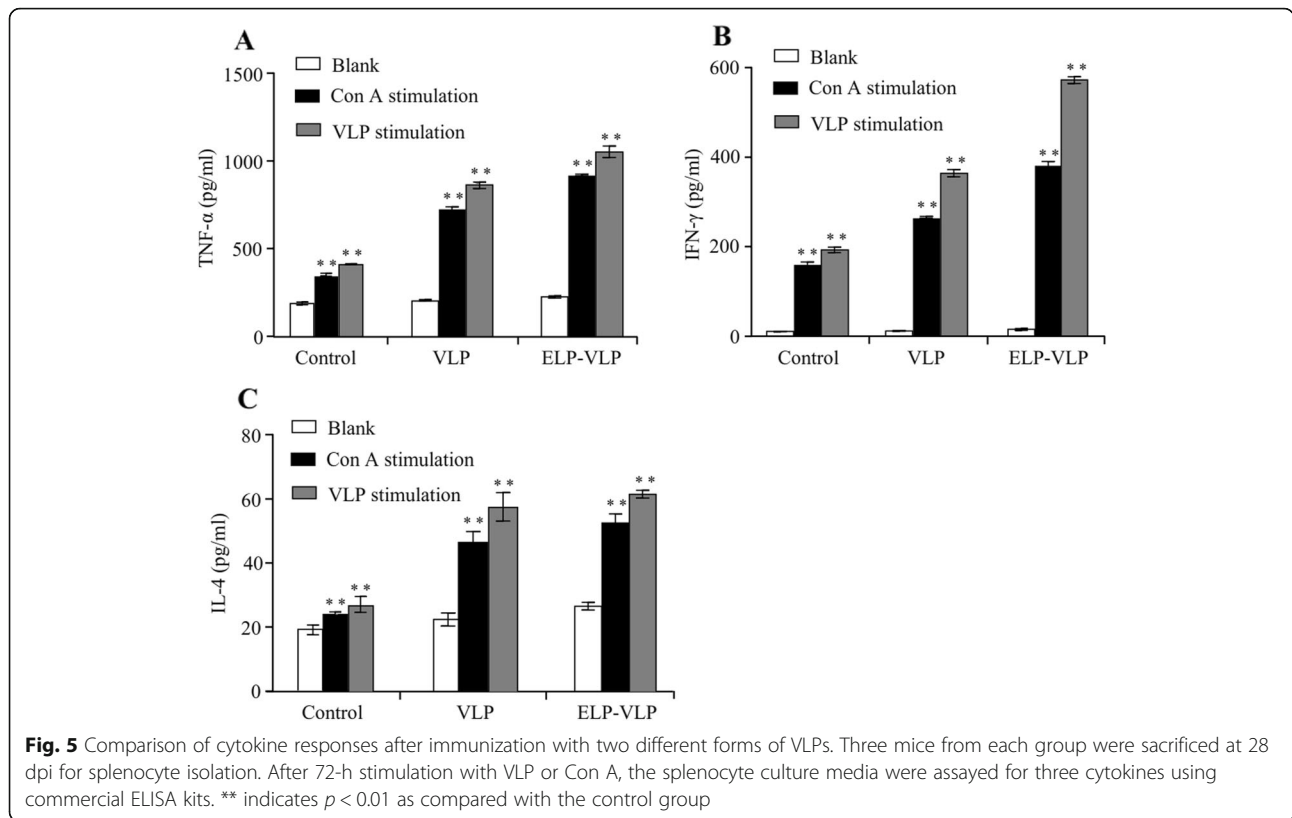 A
Blank
Con A stimulation
VLP stimulation
TNF-α (pg/ml)
1500
1000
500
0
** ** ** ** ** **
Control VLP ELP-VLP
B
Blank
Con A stimulation
VLP stimulation
IFN-γ (pg/ml)
600
400
200
0
** ** ** ** ** **
Control VLP ELP-VLP
C
Blank
Con A stimulation
VLP stimulation
IL-4 (pg/ml)
80
60
40
20
0
** ** ** ** ** **
Control VLP ELP-VLP
Fig. 5 Comparison of cytokine responses after immunization with two different forms of VLPs. Three mice from each group were sacrificed at 28
dpi for splenocyte isolation. After 72-h stimulation with VLP or Con A, the splenocyte culture media were assayed for three cytokines using
commercial ELISA kits. ** indicates p < 0.01 as compared with the control group